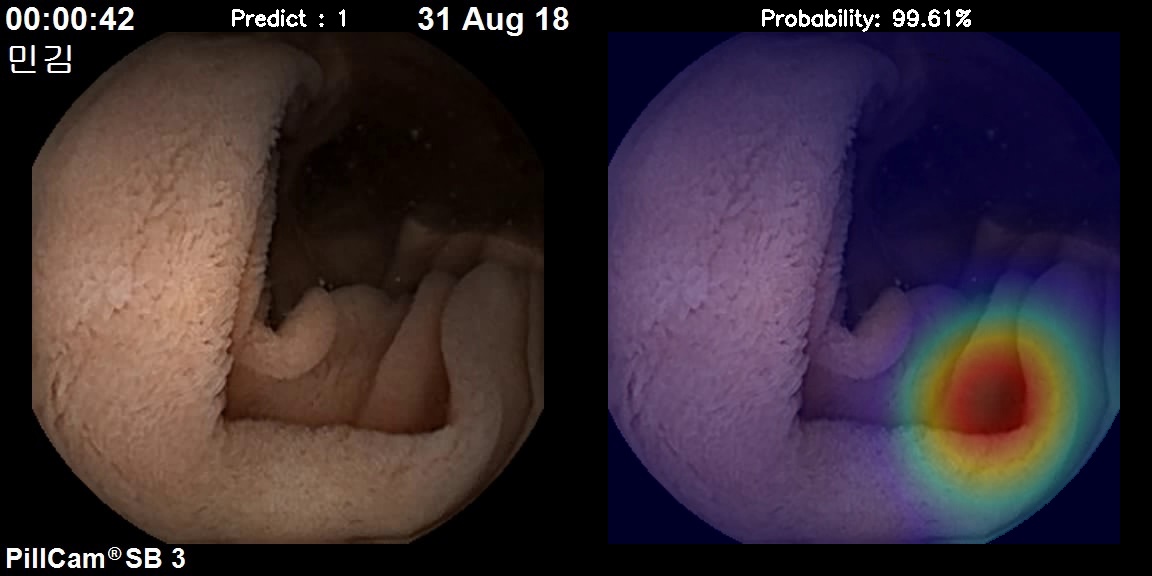 00:00:42
Predict : 1
31 Aug 18
Probability: 99.61%
민김
PillCam® SB 3